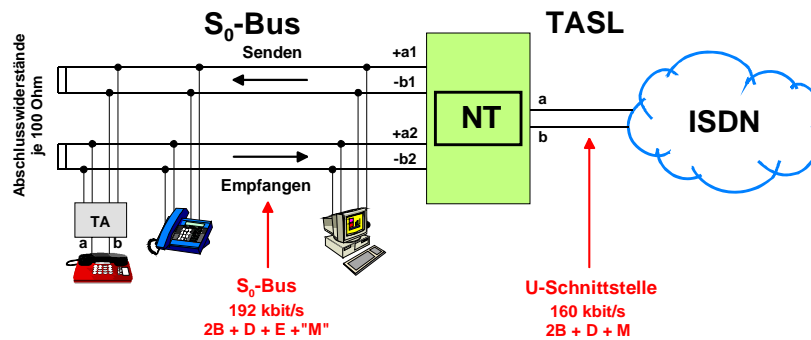 S₀-Bus
TASL
Senden
+a1
-b1
+a2
-b2
Empfangen
Abschlusswiderstände
je 100 Ohm
NT
a
b
ISDN
TA
a b
S₀-Bus
192 kbit/s
2B + D + E +"M"
U-Schnittstelle
160 kbit/s
2B + D + M